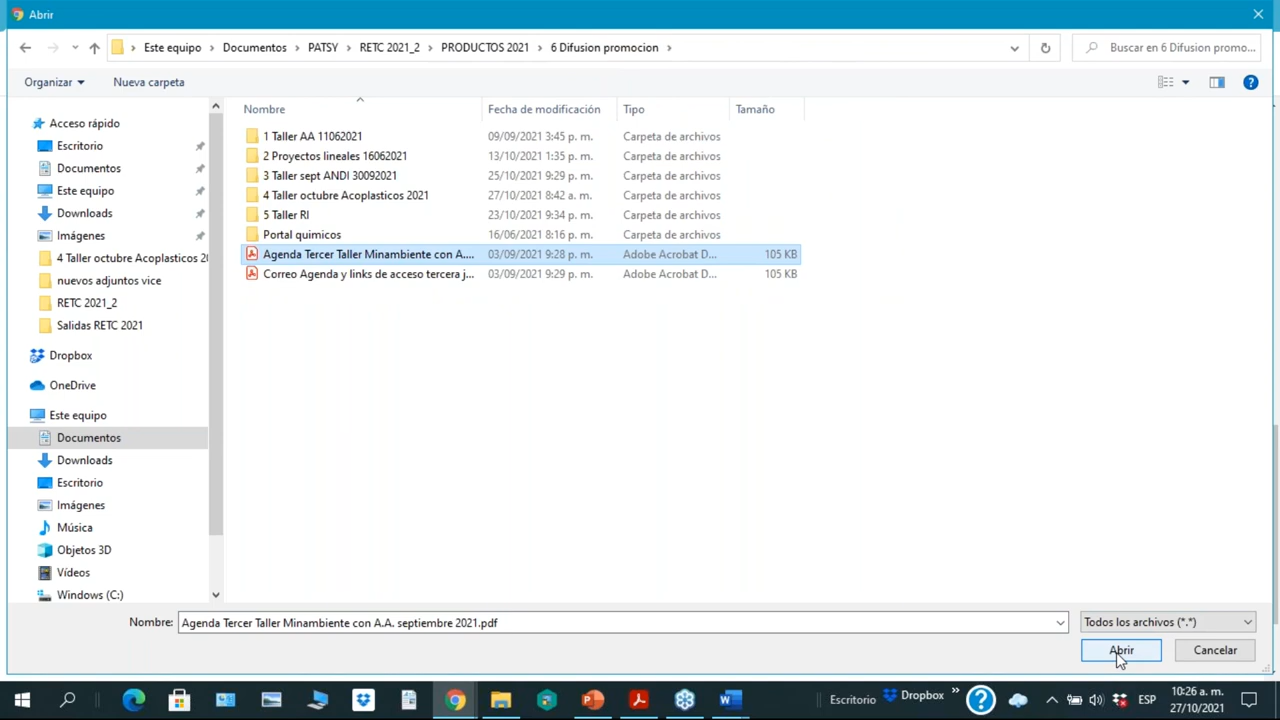 Abrir
Este equipo
Documentos
PATSY
RETC 2021_2
PRODUCTOS 2021
6 Difusion promocion
Buscar en 6 Difusion promo...
Organizar
Nueva carpeta
Nombre
Fecha de modificación
Tipo
Tamaño
Acceso rápido
Escritorio
Documentos
Este equipo
Downloads
Imágenes
4 Taller octubre Acoplasticos 20
nuevos adjuntos vice
RETC 2021_2
Salidas RETC 2021
Dropbox
OneDrive
Este equipo
Documentos
Downloads
Escritorio
Imágenes
Música
Objetos 3D
Vídeos
Windows (C:)
1 Taller AA 11062021 09/09/2021 3:45 p. m. Carpeta de archivos
2 Proyectos lineales 16062021 13/10/2021 1:35 p. m. Carpeta de archivos
3 Taller sept ANDI 30092021 25/10/2021 9:29 p. m. Carpeta de archivos
4 Taller octubre Acoplasticos 2021 27/10/2021 8:42 a. m. Carpeta de archivos
5 Taller RI 23/10/2021 9:34 p. m. Carpeta de archivos
Portal quimicos 16/06/2021 8:16 p. m. Carpeta de archivos
Agenda Tercer Taller Minambiente con A.... 03/09/2021 9:28 p. m. Adobe Acrobat D... 105 KB
Correo Agenda y links de acceso tercera j... 03/09/2021 9:29 p. m. Adobe Acrobat D... 105 KB
Nombre: Agenda Tercer Taller Minambiente con A.A. septiembre 2021.pdf
Todos los archivos (*.*)
Abrir
Cancelar
Escritorio
Dropbox
ESP
10:26 a. m.
27/10/2021